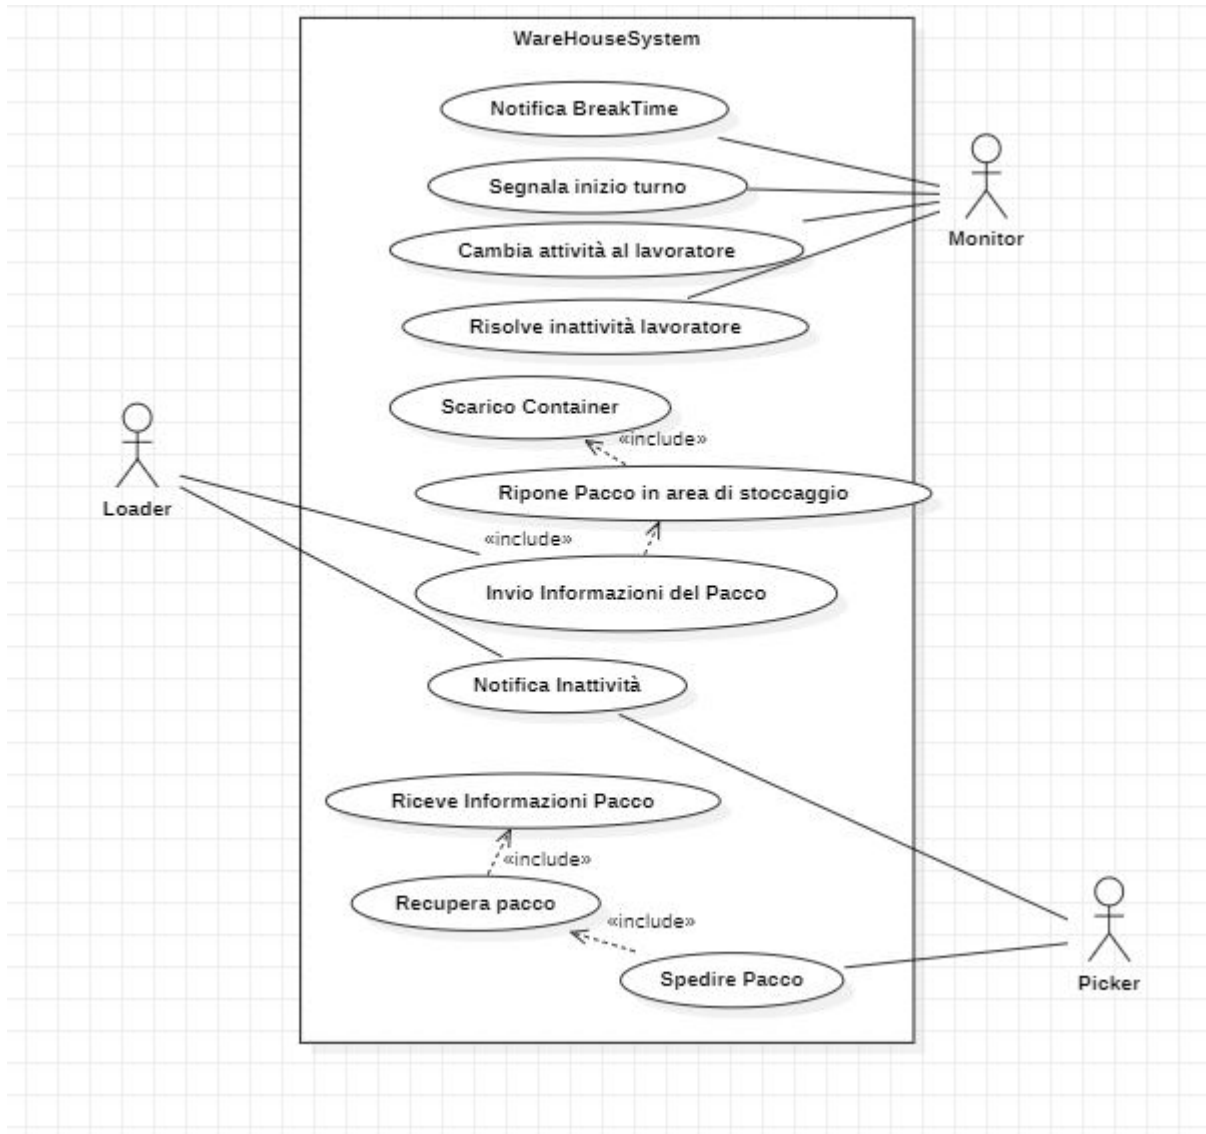 WareHouseSystem
Notifica BreakTime
Segnala inizio turno
Monitor
Cambia attività al lavoratore
Risolve inattività lavoratore
Scarico Container
«include»
Ripone Pacco in area di stoccaggio
Loader
«include»
Invio Informazioni del Pacco
Notifica Inattività
Riceve Informazioni Pacco
«include»
Recupera pacco
«include»
Spedire Pacco
Picker